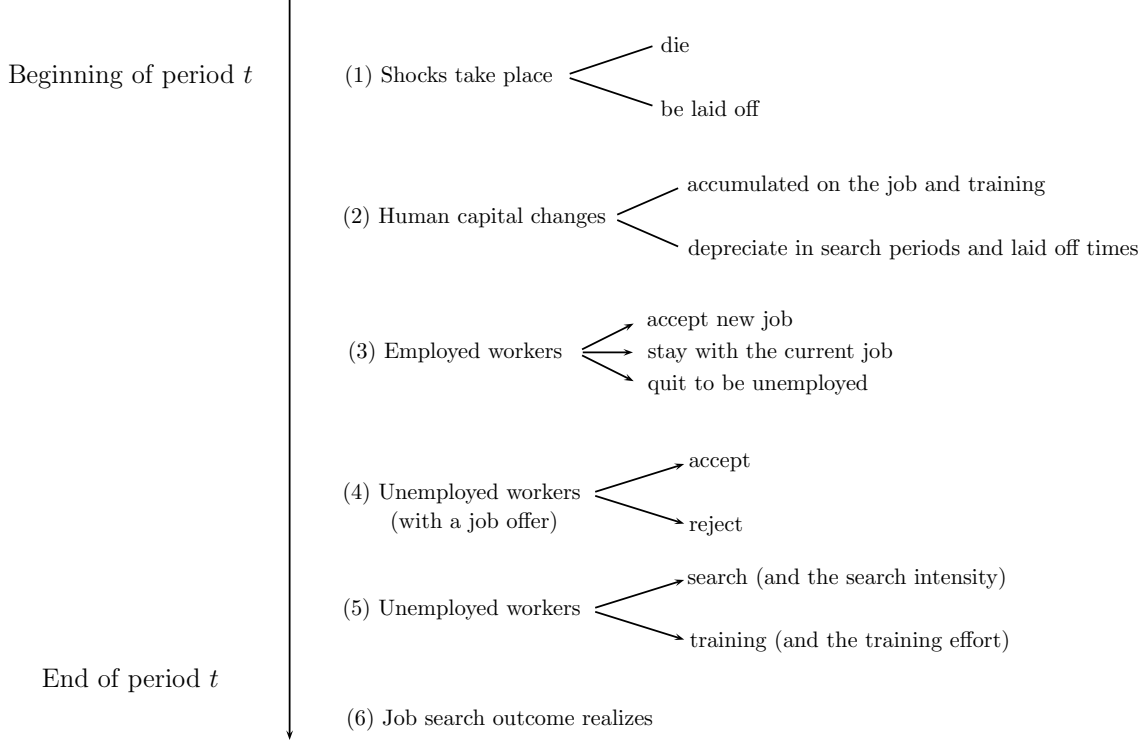 die
Beginning of period t
(1) Shocks take place
be laid off
accumulated on the job and training
(2) Human capital changes
depreciate in search periods and laid off times
accept new job
(3) Employed workers
stay with the current job
quit to be unemployed
accept
(4) Unemployed workers
(with a job offer)
reject
search (and the search intensity)
(5) Unemployed workers
training (and the training effort)
End of period t
(6) Job search outcome realizes